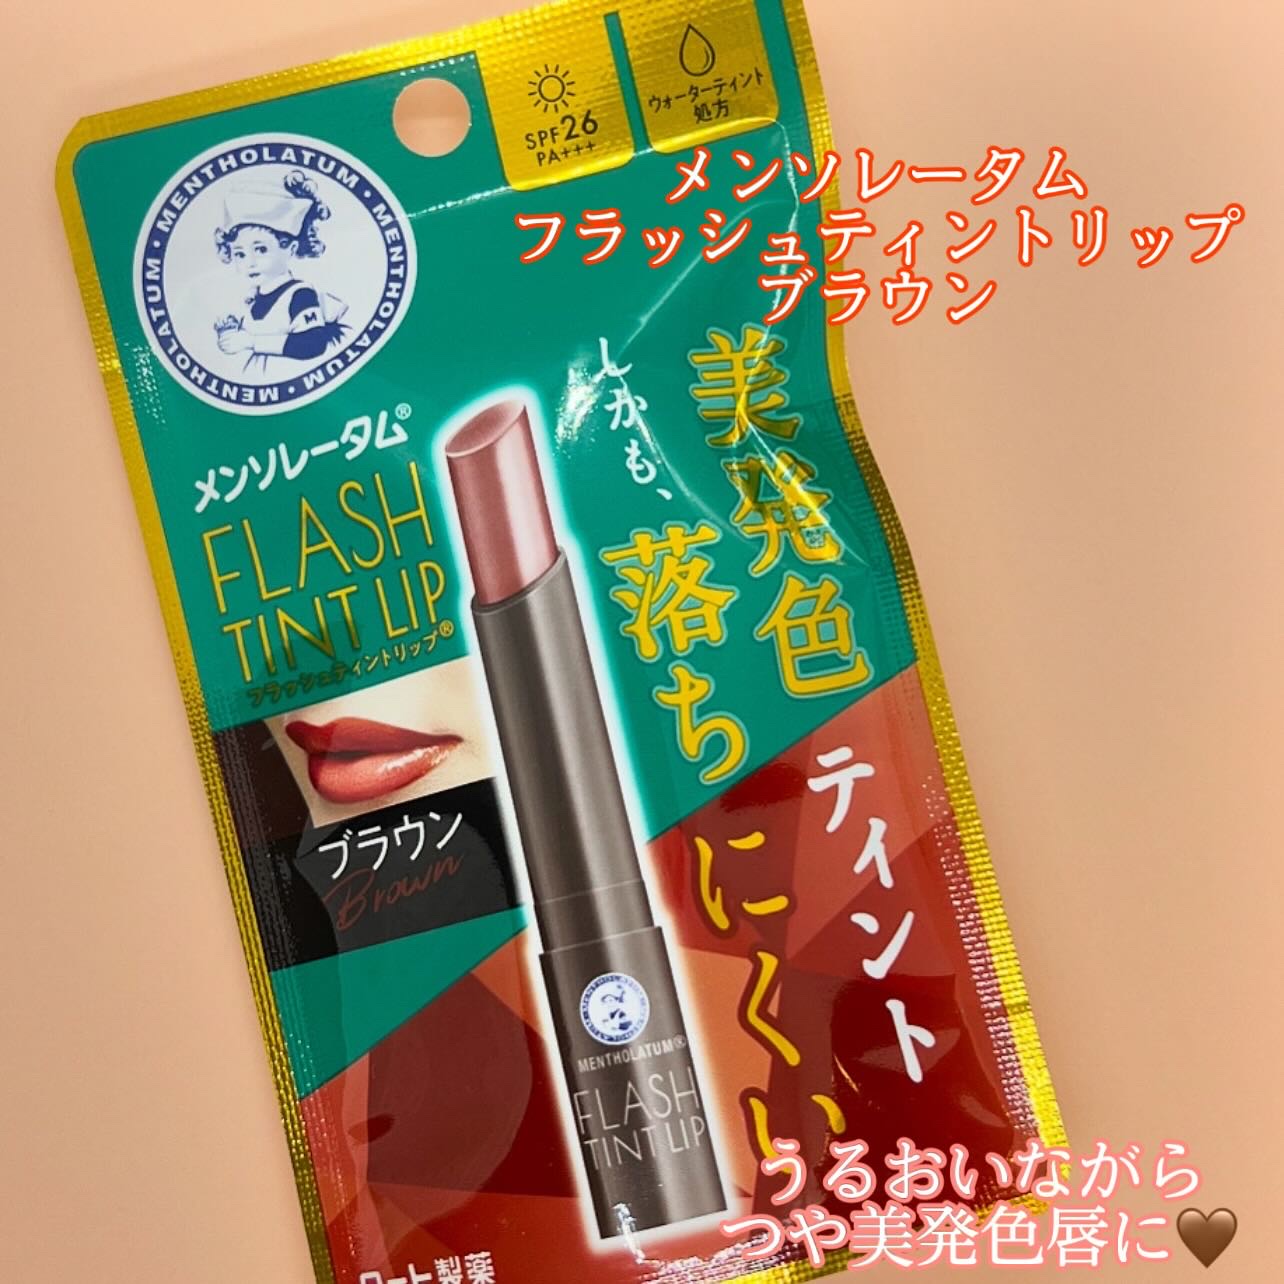 SPF26
PA+++
ウォーターティント
処方
メンソレータム
フラッシュティントリップ
ブラウン
MENTHOLATUM・MENTHOLATUM・MENTHOLATUM・
M
メンソレータム®
FLASH
TINT LIP
フラッシュティントリップ®
美発色ティント
しかも、
落ちにくい
ブラウン
Brown
MENTHOLATUM®
FLASH
TINT LIP
うるおいながら
つや美発色唇に🤎
ロート製薬